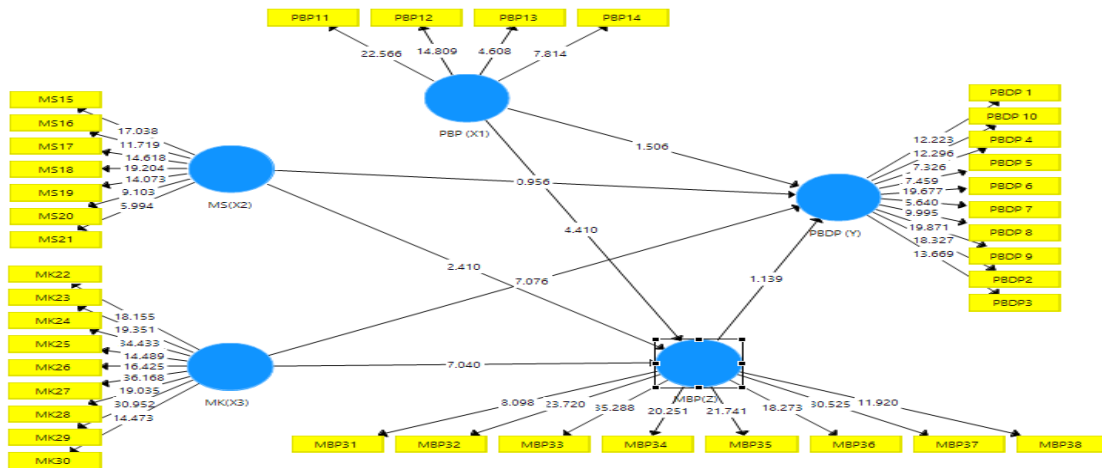 PBP11
PBP12
PBP13
PBP14
22.566
14.809
4.608
7.814
PBP (X1)
MS15
MS16
MS17
MS18
MS19
MS20
MS21
17.038
11.719
14.618
19.204
14.073
9.103
5.994
MS(X2)
MK22
MK23
MK24
MK25
MK26
MK27
MK28
MK29
MK30
18.155
19.351
34.433
14.489
16.425
36.168
19.035
30.952
14.473
MK(X3)
1.506
0.956
4.410
2.410
7.076
1.139
7.040
PBDP 1
PBDP 10
PBDP 4
PBDP 5
PBDP 6
PBDP 7
PBDP 8
PBDP 9
PBDP2
PBDP3
12.223
12.296
7.326
7.459
19.677
5.640
9.995
19.871
18.327
13.669
PBDP (Y)
MBP(Z)
8.098
23.720
35.288
20.251
21.741
18.273
30.525
11.920
MBP31
MBP32
MBP33
MBP34
MBP35
MBP36
MBP37
MBP38